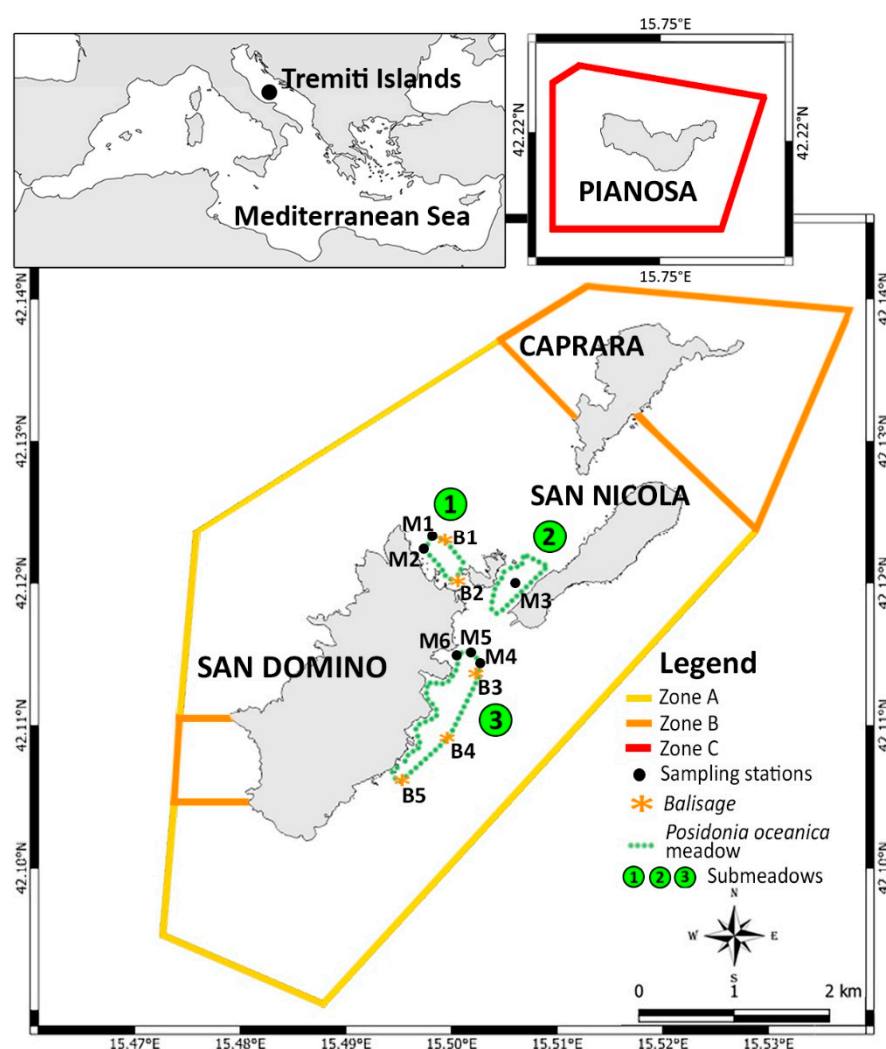 15.75°E
Tremiti Islands
Mediterranean Sea
42.22°N
42.22°N
PIANOSA
15.75°E
42.14°N
42.14°N
CAPRARA
42.13°N
42.13°N
SAN NICOLA
1
M1
B1
2
M2
42.12°N
42.12°N
B2
M3
M6
M5
M4
SAN DOMINO
B3
Legend
Zone A
42.11°N
42.11°N
3
Zone B
B4
Zone C
Sampling stations
B5
Balisage
Posidonia oceanica
meadow
42.10°N
42.10°N
1 2 3 Submeadows
N
W E
S
0 1 2 km
15.47°E 15.48°E 15.49°E 15.50°E 15.51°E 15.52°E 15.53°E